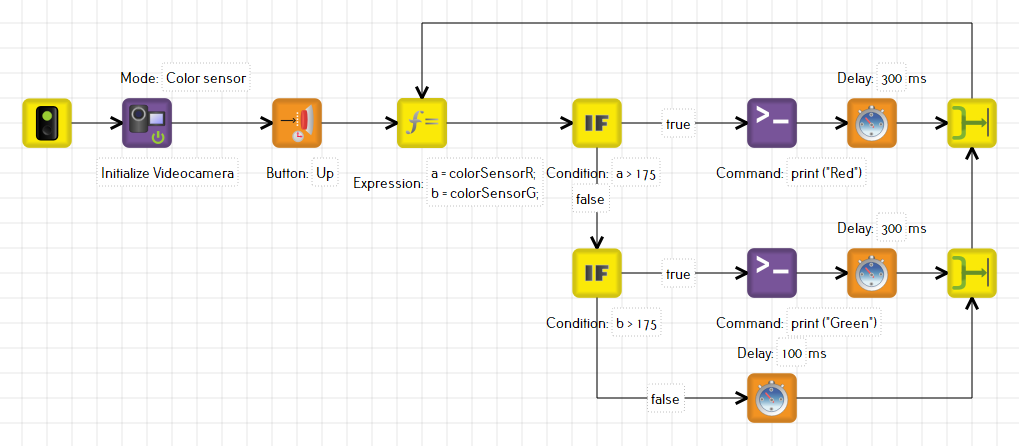 Mode: Color sensor
Delay: 300 ms
f=
IF
true
>_
Initialize Videocamera
Button: Up
Expression: a = colorSensorR;
b = colorSensorG;
Condition: a > 175
Command: print ("Red")
false
Delay: 300 ms
IF
true
>_
Condition: b > 175
Command: print ("Green")
Delay: 100 ms
false